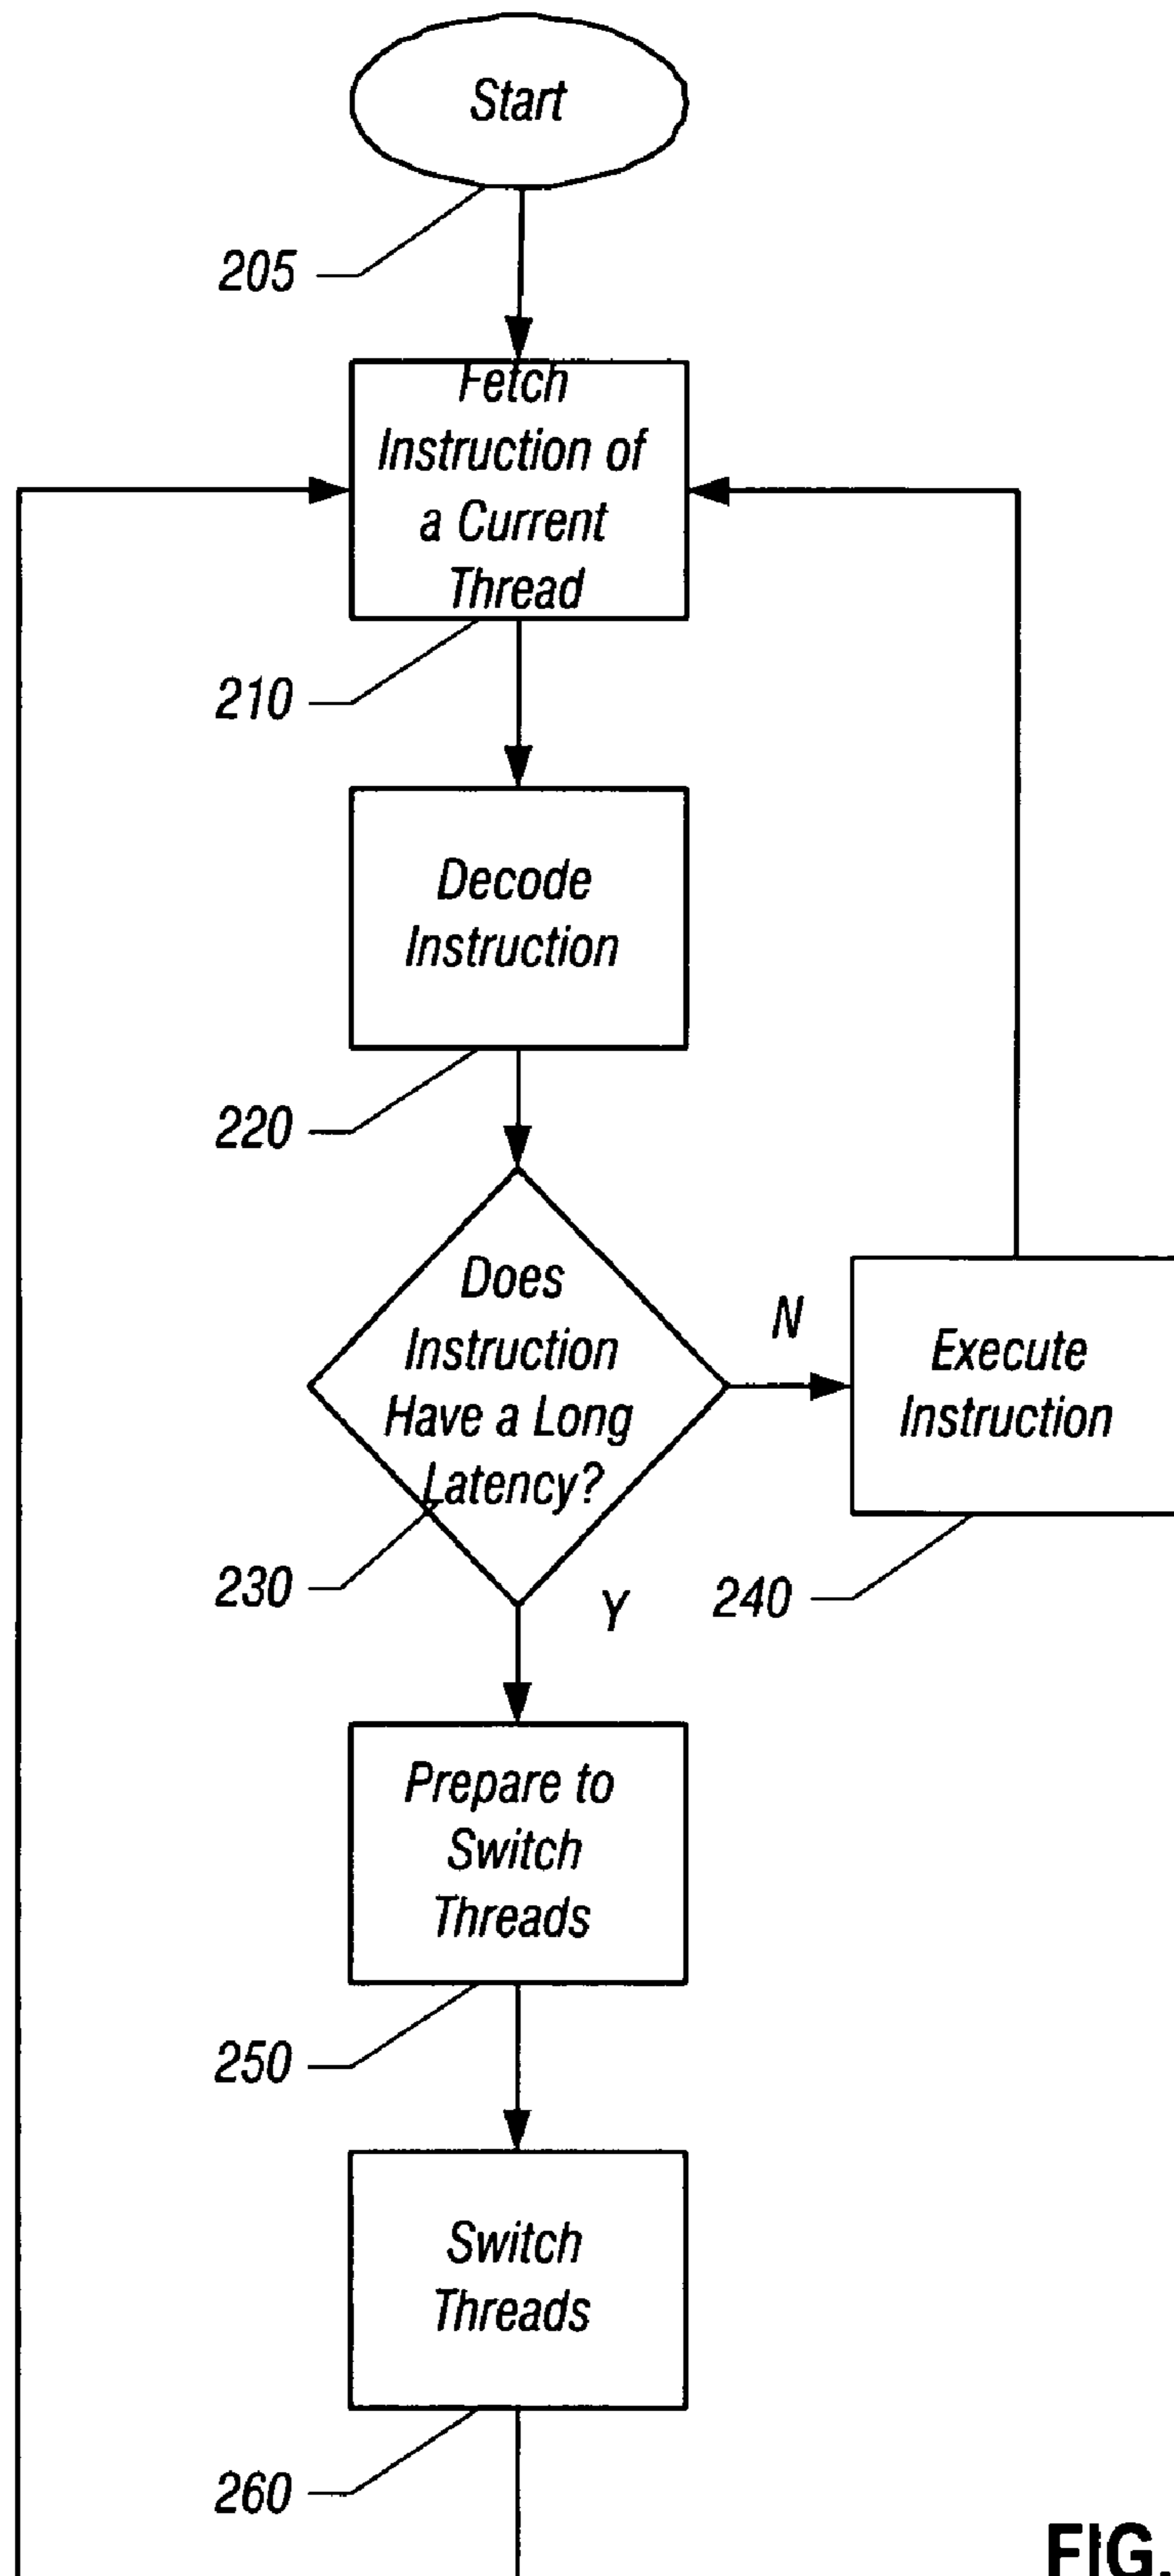 Start
205
Fetch
Instruction of
a Current
Thread
210
Decode
Instruction
220
Does
Instruction
Have a Long
Latency?
N
Execute
Instruction
230
Y
240
Prepare to
Switch
Threads
250
Switch
Threads
260
FIG.